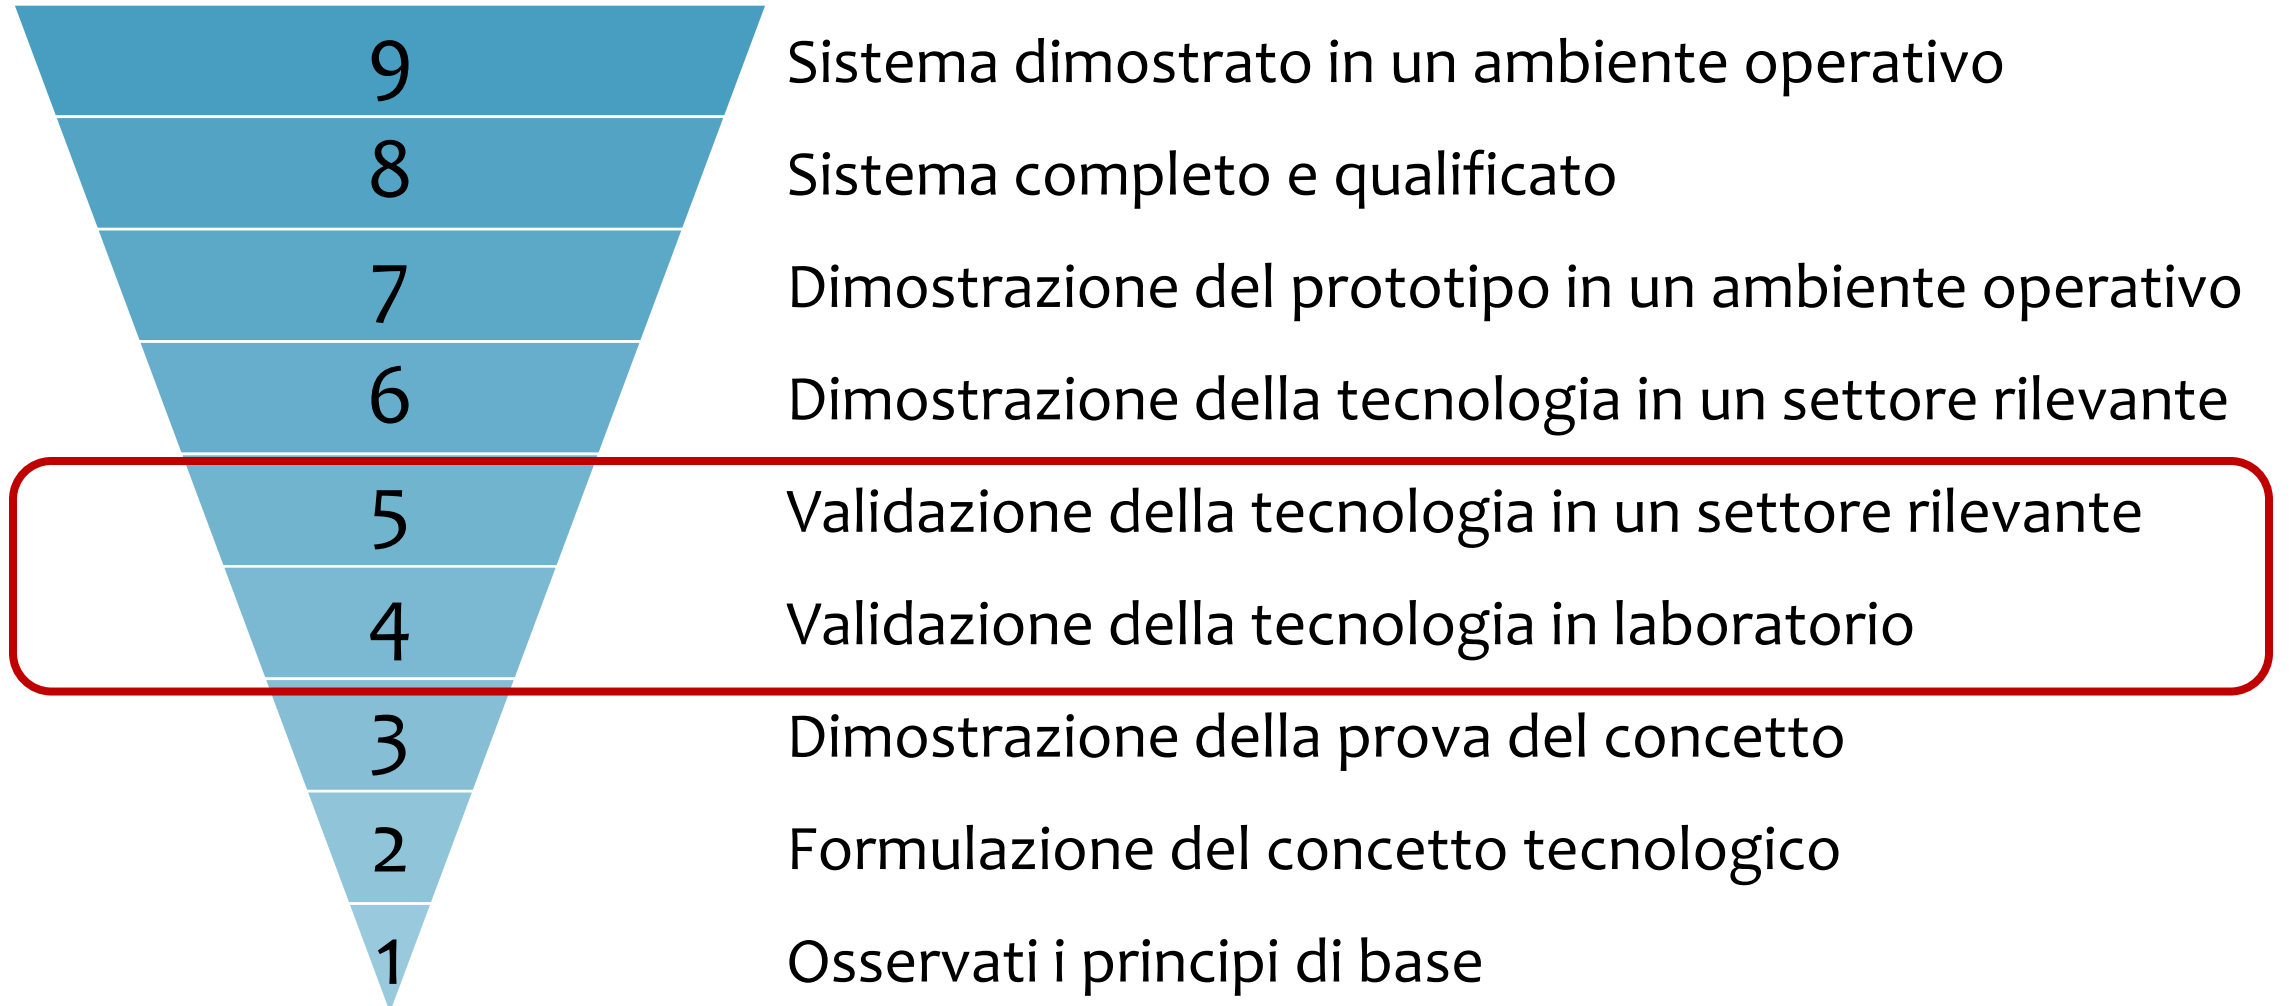 9 Sistema dimostrato in un ambiente operativo
8 Sistema completo e qualificato
7 Dimostrazione del prototipo in un ambiente operativo
6 Dimostrazione della tecnologia in un settore rilevante
5 Validazione della tecnologia in un settore rilevante
4 Validazione della tecnologia in laboratorio
3 Dimostrazione della prova del concetto
2 Formulazione del concetto tecnologico
1 Osservati i principi di base